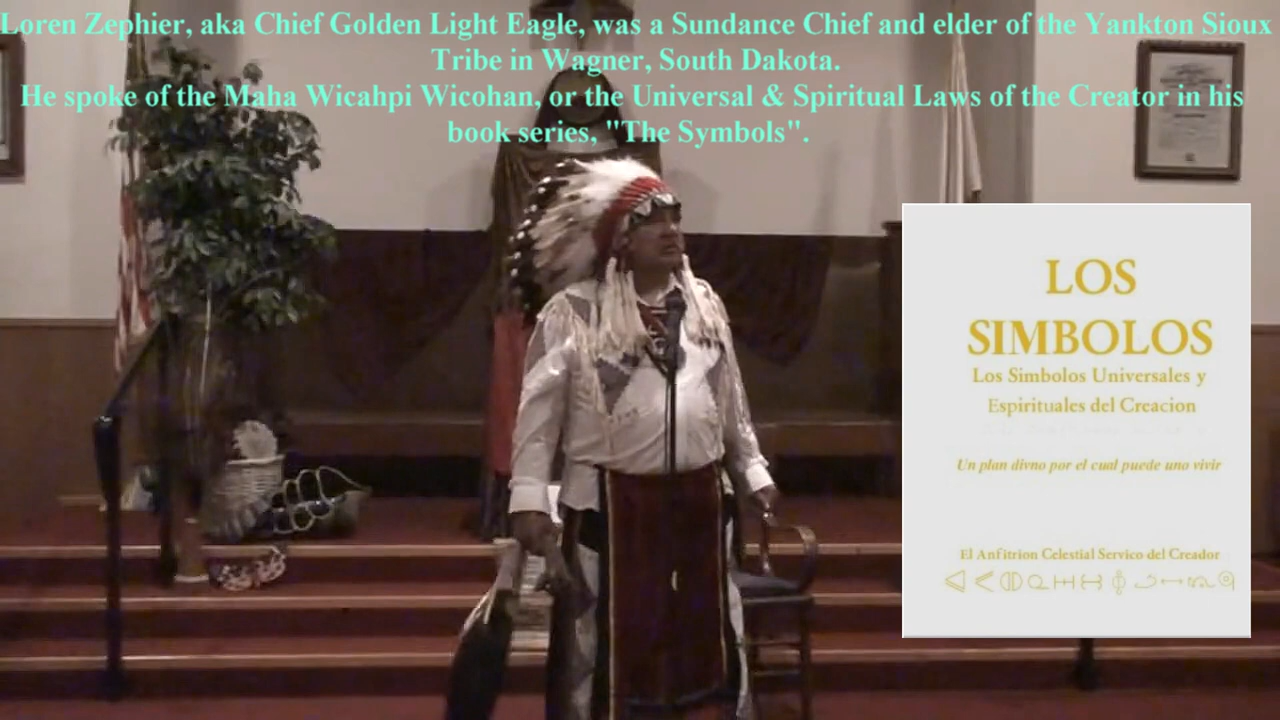 Loren Zephier, aka Chief Golden Light Eagle, was a Sundance Chief and elder of the Yankton Sioux
Tribe in Wagner, South Dakota.
He spoke of the Maha Wicahpi Wicohan, or the Universal & Spiritual Laws of the Creator in his
book series, "The Symbols".
LOS
SIMBOLOS
Los Simbolos Universales y
Espirituales del Creacion
Un plan divno por el cual puede uno vivir
El Anfitrion Celestial Servico del Creador